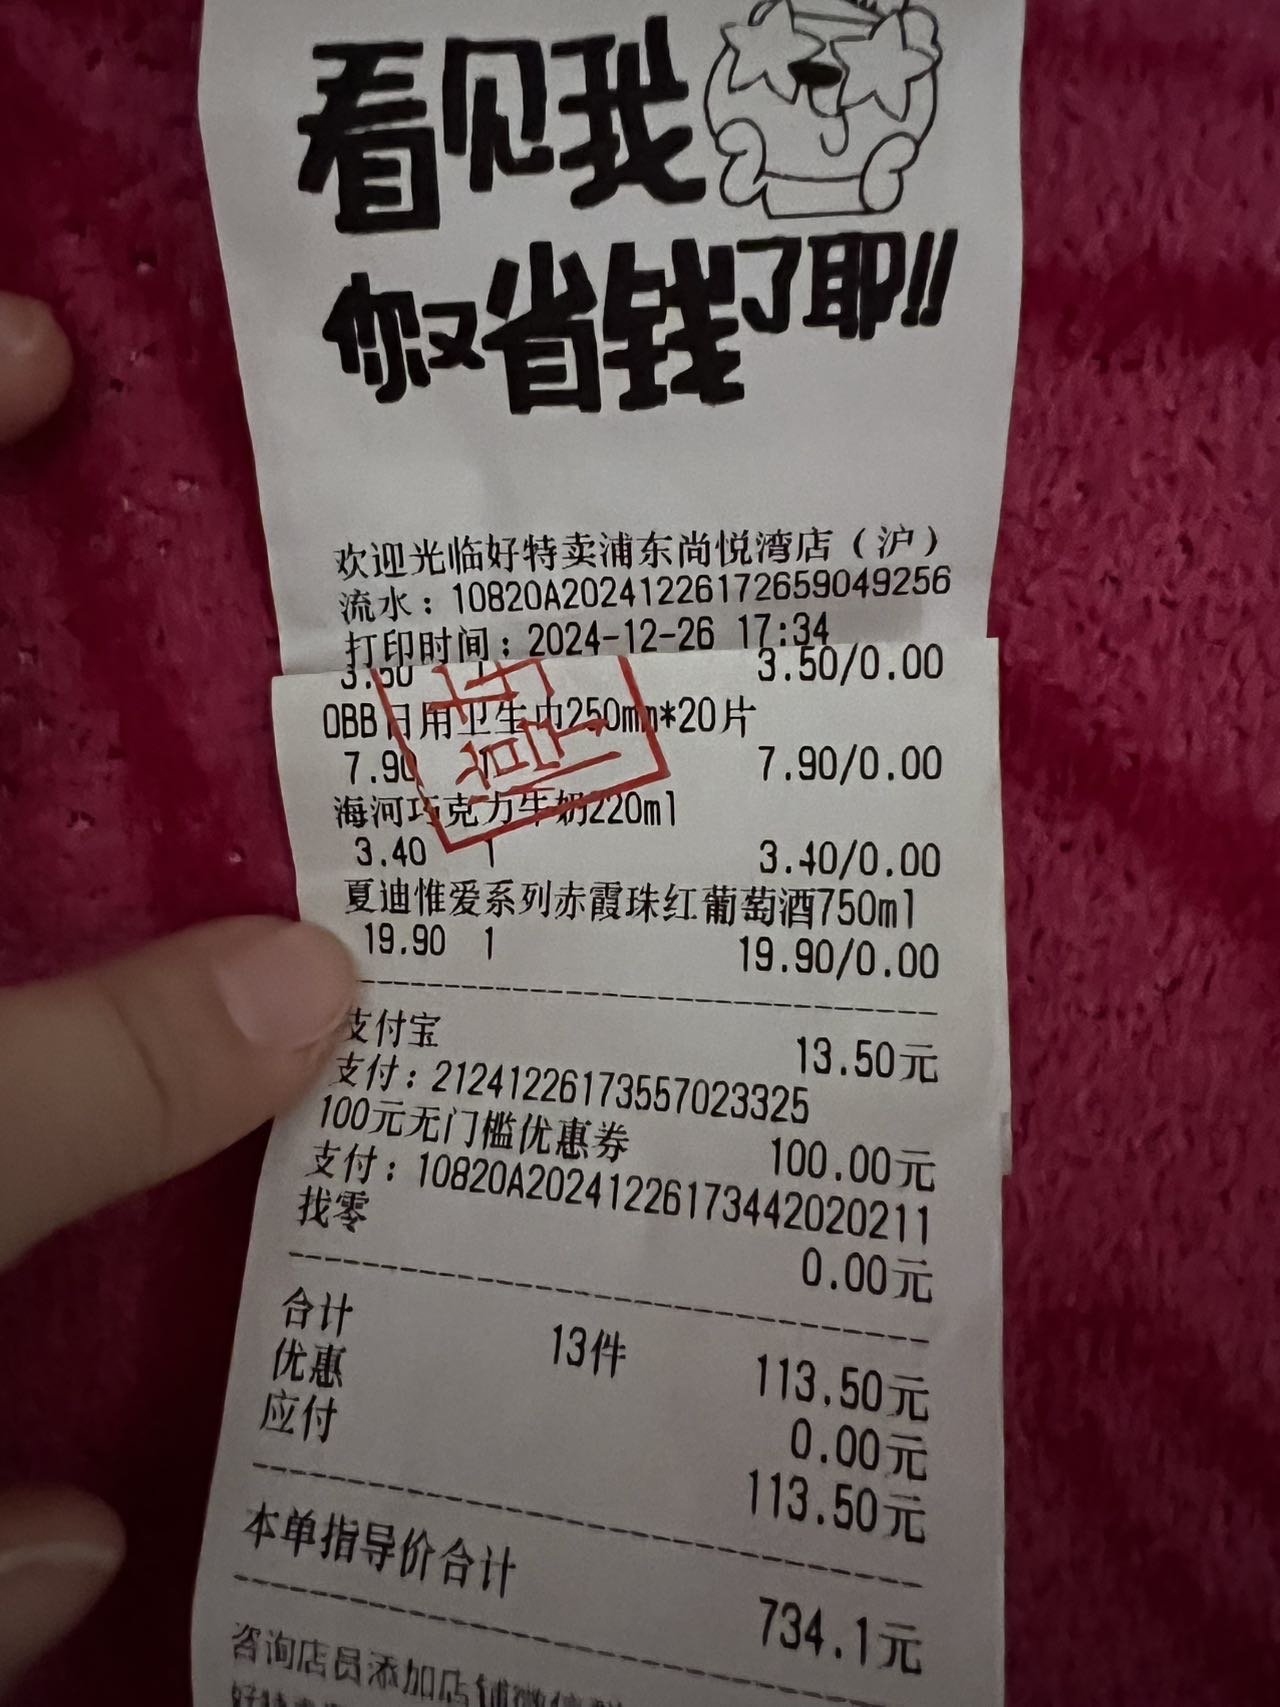 看见我
你又省钱了耶!!
欢迎光临好特卖浦东尚悦湾店（沪）
流水：10820A20241226172659049256
打印时间：2024-12-26 17:34
3.50 1 3.50/0.00
OBB日用卫生巾250mm*20片
7.90 3 7.90/0.00
海河巧克力牛奶220ml
3.40 1 3.40/0.00
夏迪惟爱系列赤霞珠红葡萄酒750ml
19.90 1 19.90/0.00
支付宝 13.50元
支付：21241226173557023325
100元无门槛优惠券 100.00元
支付：10820A20241226173442020211
找零 0.00元
合计 13件 113.50元
优惠 0.00元
应付 113.50元
本单指导价合计 734.1元
咨询店员添加店铺微信群